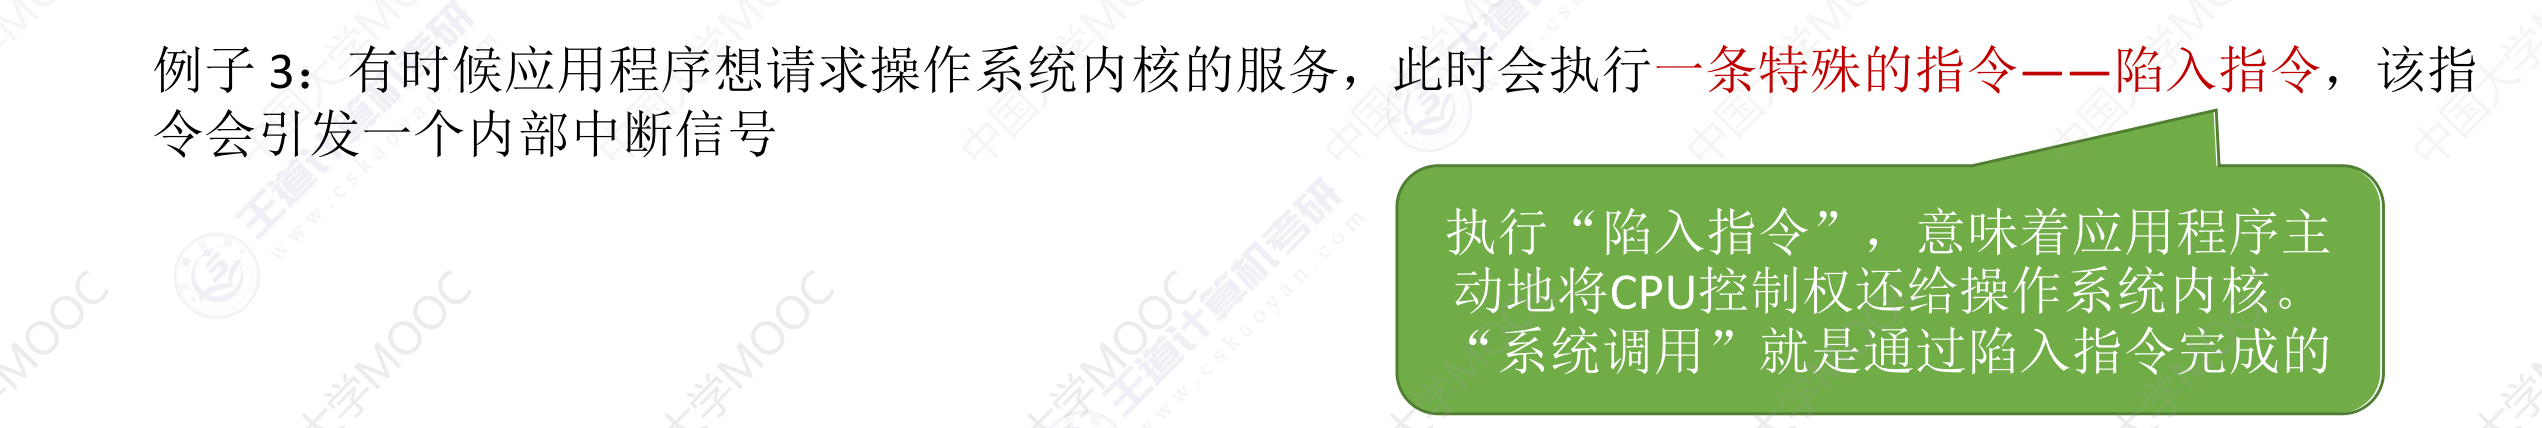 例子 3：有时候应用程序想请求操作系统内核的服务，此时会执行一条特殊的指令——陷入指令，该指
令会引发一个内部中断信号
执行“陷入指令”，意味着应用程序主
动地将CPU控制权还给操作系统内核。
“系统调用”就是通过陷入指令完成的